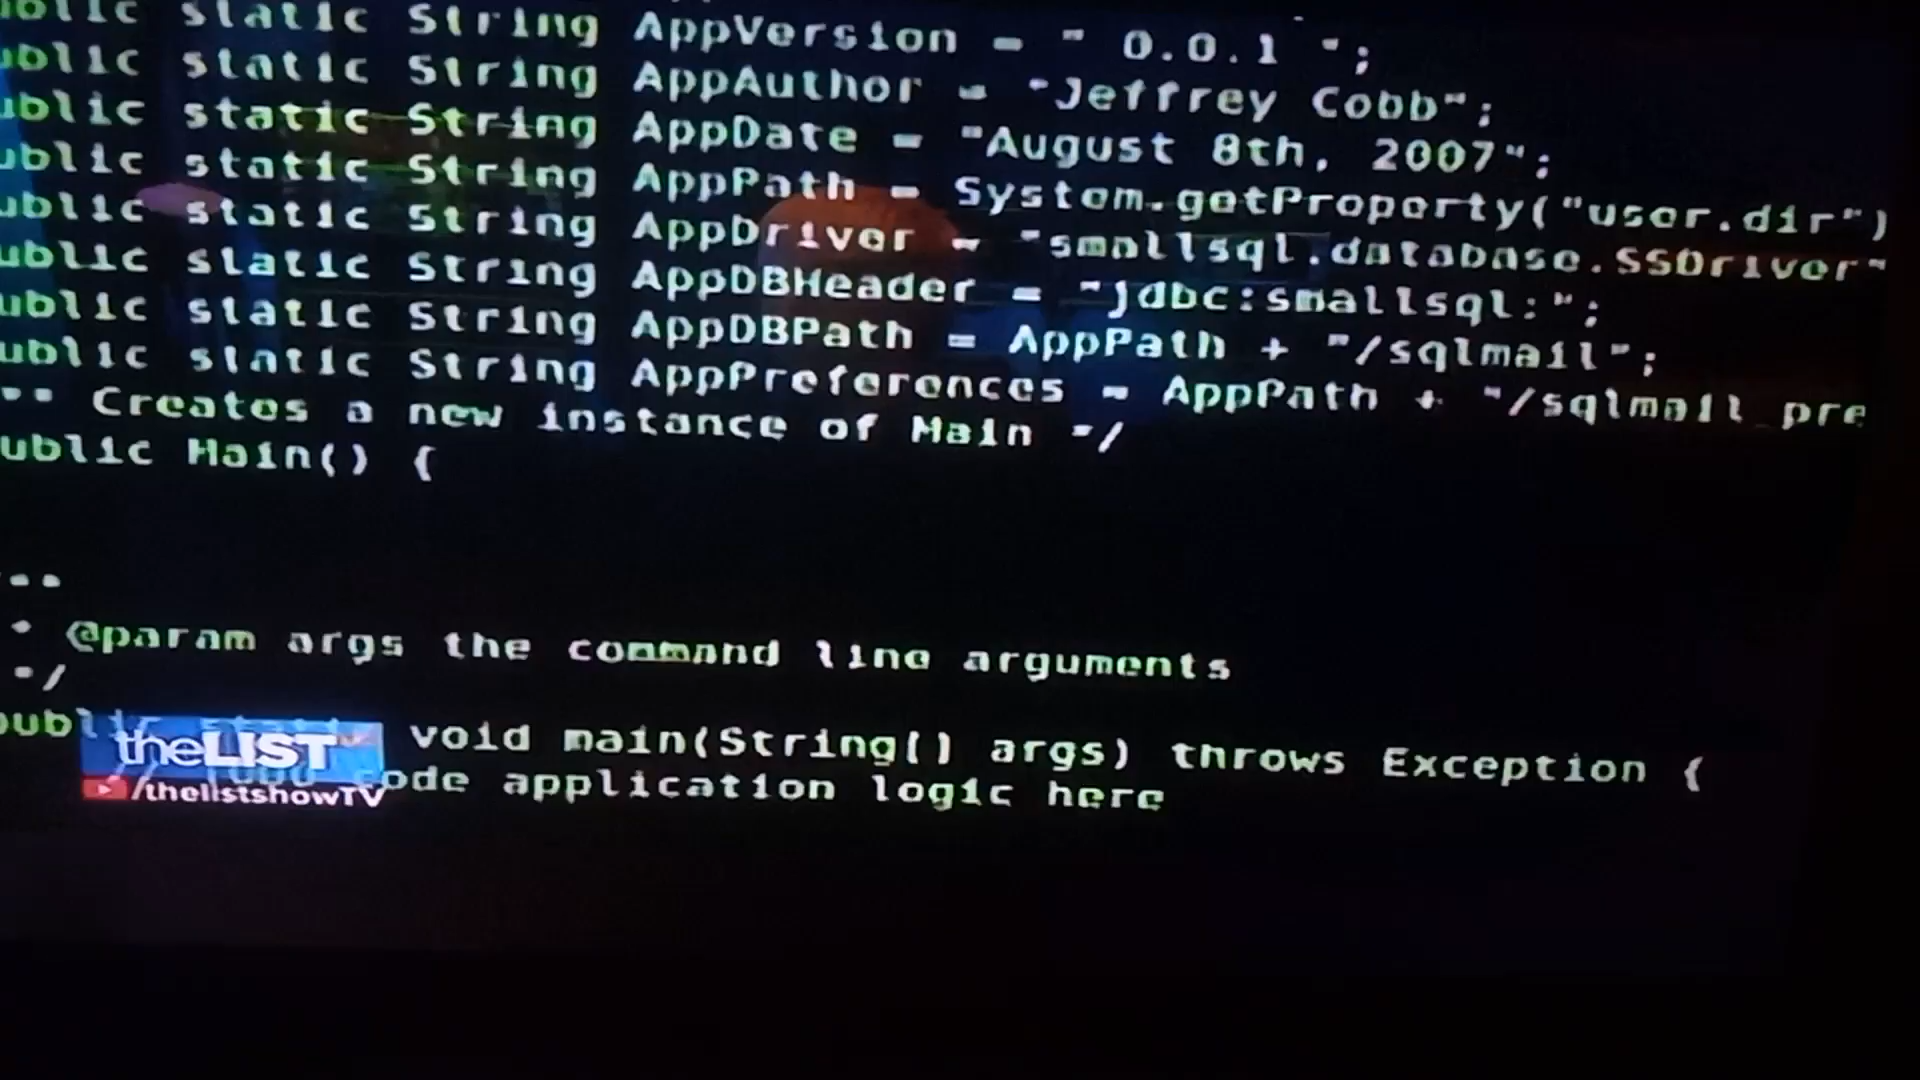 ublic static String AppVersion = " 0.0.1 ";
ublic static String AppAuthor = "Jeffrey Cobb";
ublic static String AppDate = "August 8th, 2007";
ublic static String AppPath = System.getProperty("user.dir")
ublic static String AppDriver = "smallsql.database.SSDriver"
ublic static String AppDBHeader = "jdbc:smallsql:";
ublic static String AppDBPath = AppPath + "/sqlmail";
ublic static String AppPreferences = AppPath + "/sqlmail_pre
** Creates a new instance of Main */
ublic Main() {
/**
* @param args the command line arguments
*/
public static void main(String[] args) throws Exception {
// TODO code application logic here
theLIST
/thelistshowTV